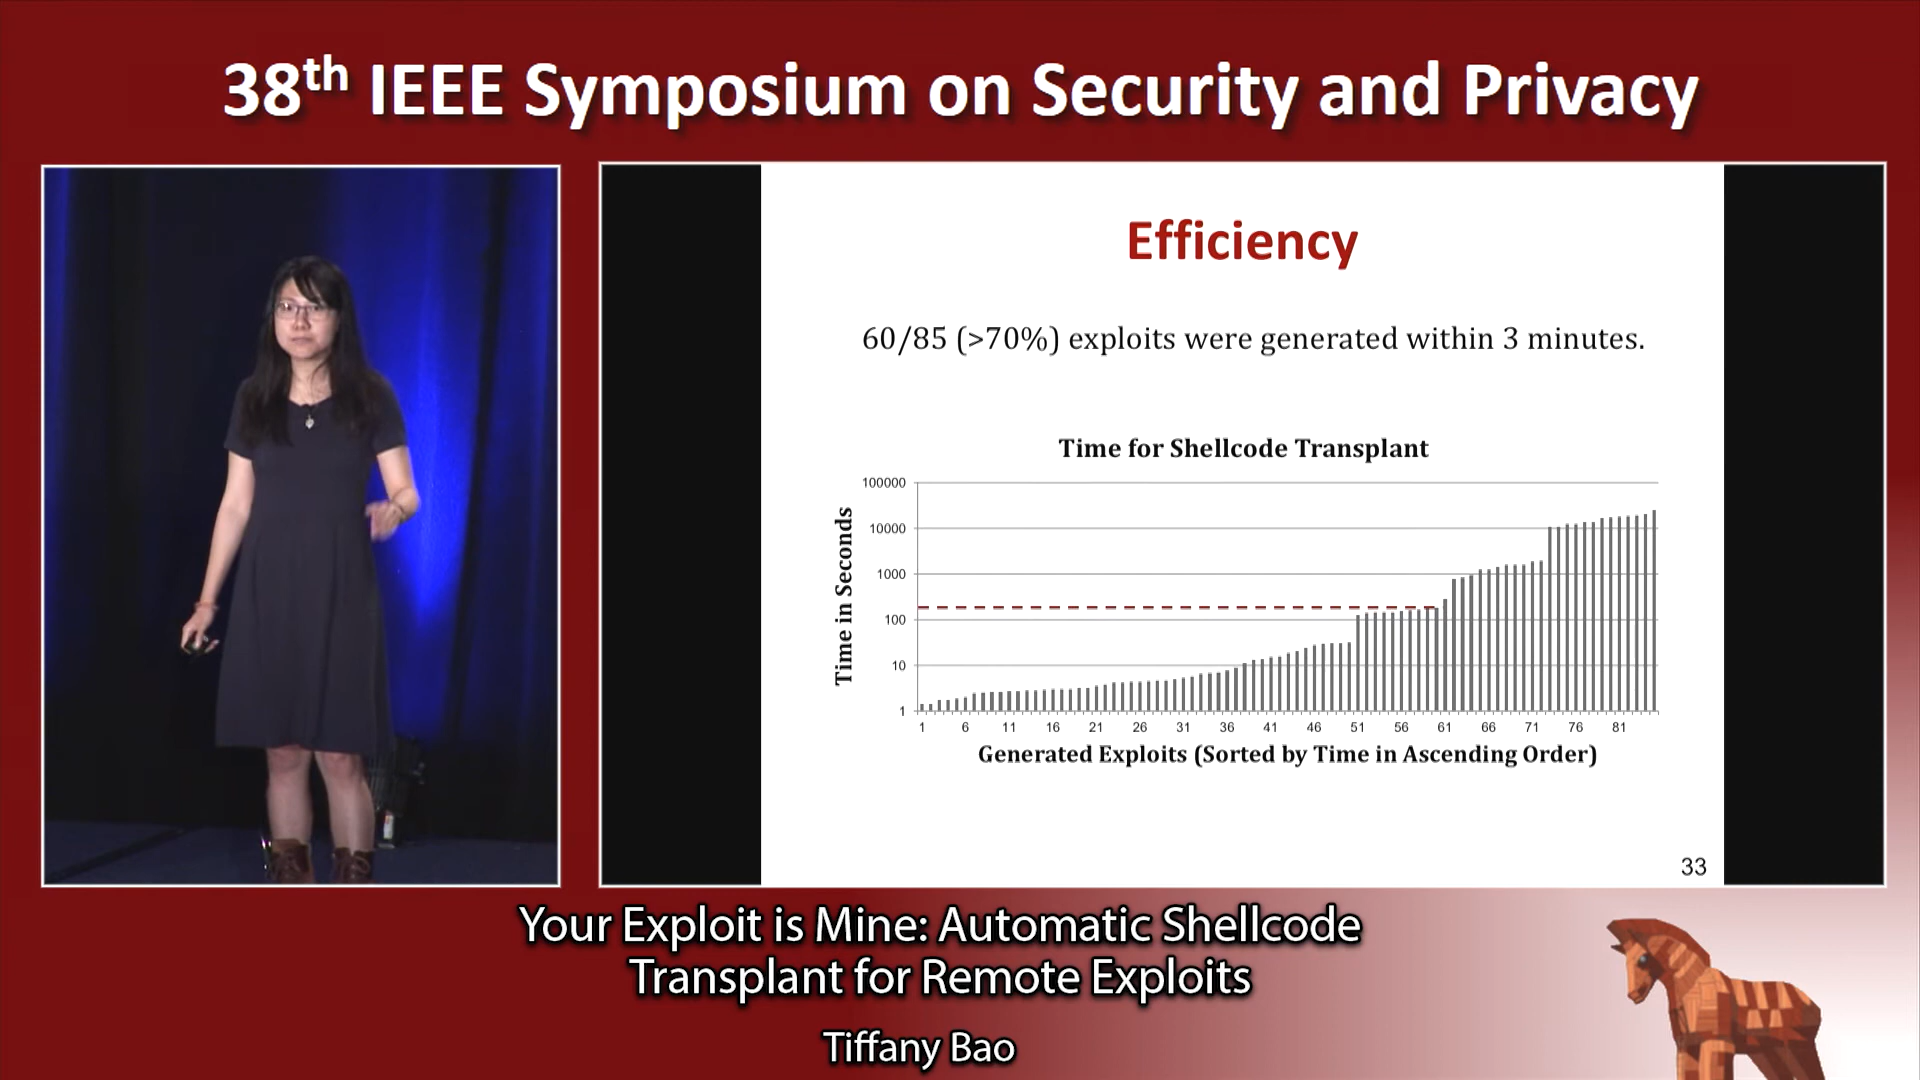 38th IEEE Symposium on Security and Privacy
Efficiency
60/85 (>70%) exploits were generated within 3 minutes.
Time for Shellcode Transplant
Time in Seconds
100000
10000
1000
100
10
1
1 6 11 16 21 26 31 36 41 46 51 56 61 66 71 76 81
Generated Exploits (Sorted by Time in Ascending Order)
33
Your Exploit is Mine: Automatic Shellcode
Transplant for Remote Exploits
Tiffany Bao